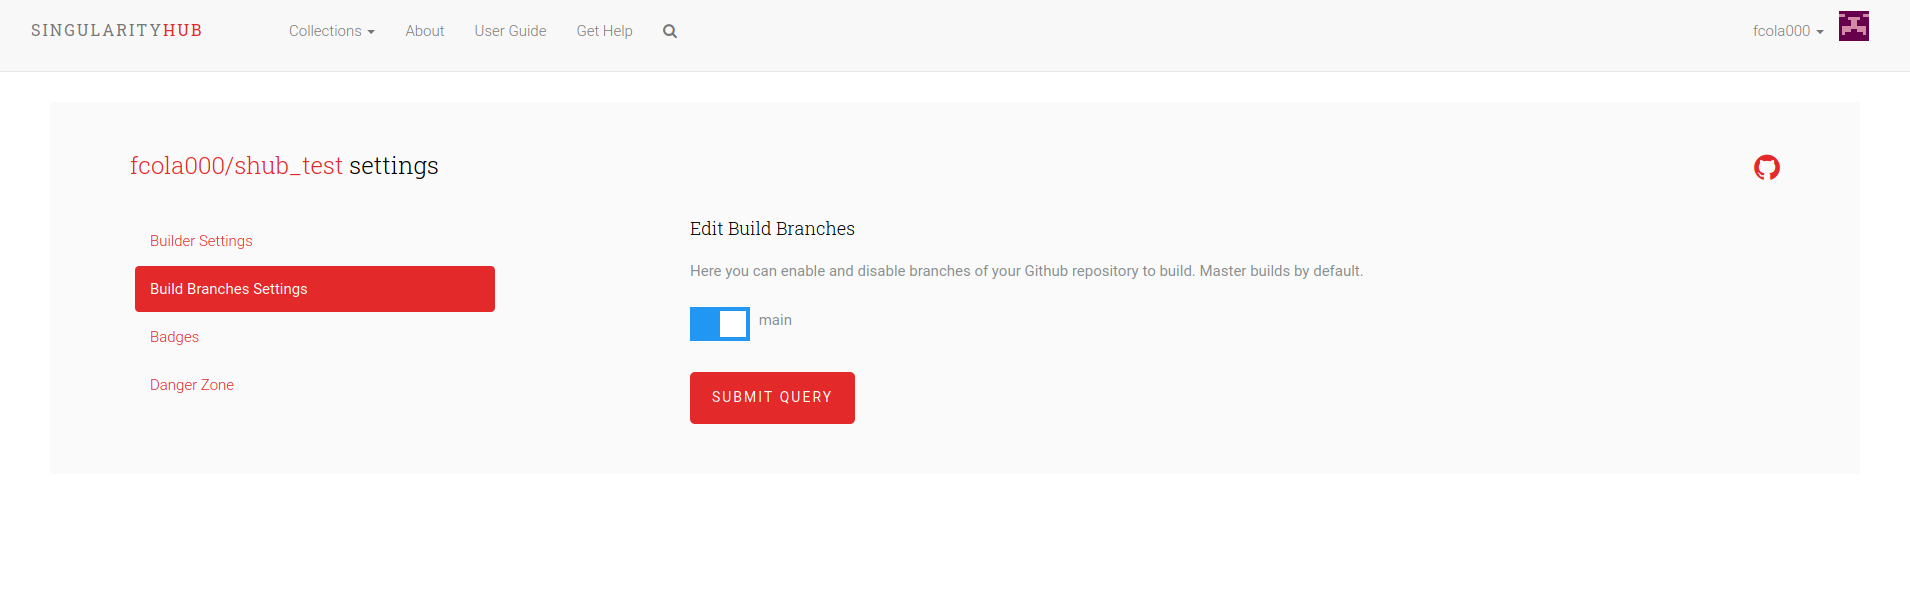 SINGULARITYHUB
Collections
About
User Guide
Get Help
fcola000
fcola000/shub_test settings
Builder Settings
Build Branches Settings
Badges
Danger Zone
Edit Build Branches
Here you can enable and disable branches of your Github repository to build. Master builds by default.
main
SUBMIT QUERY